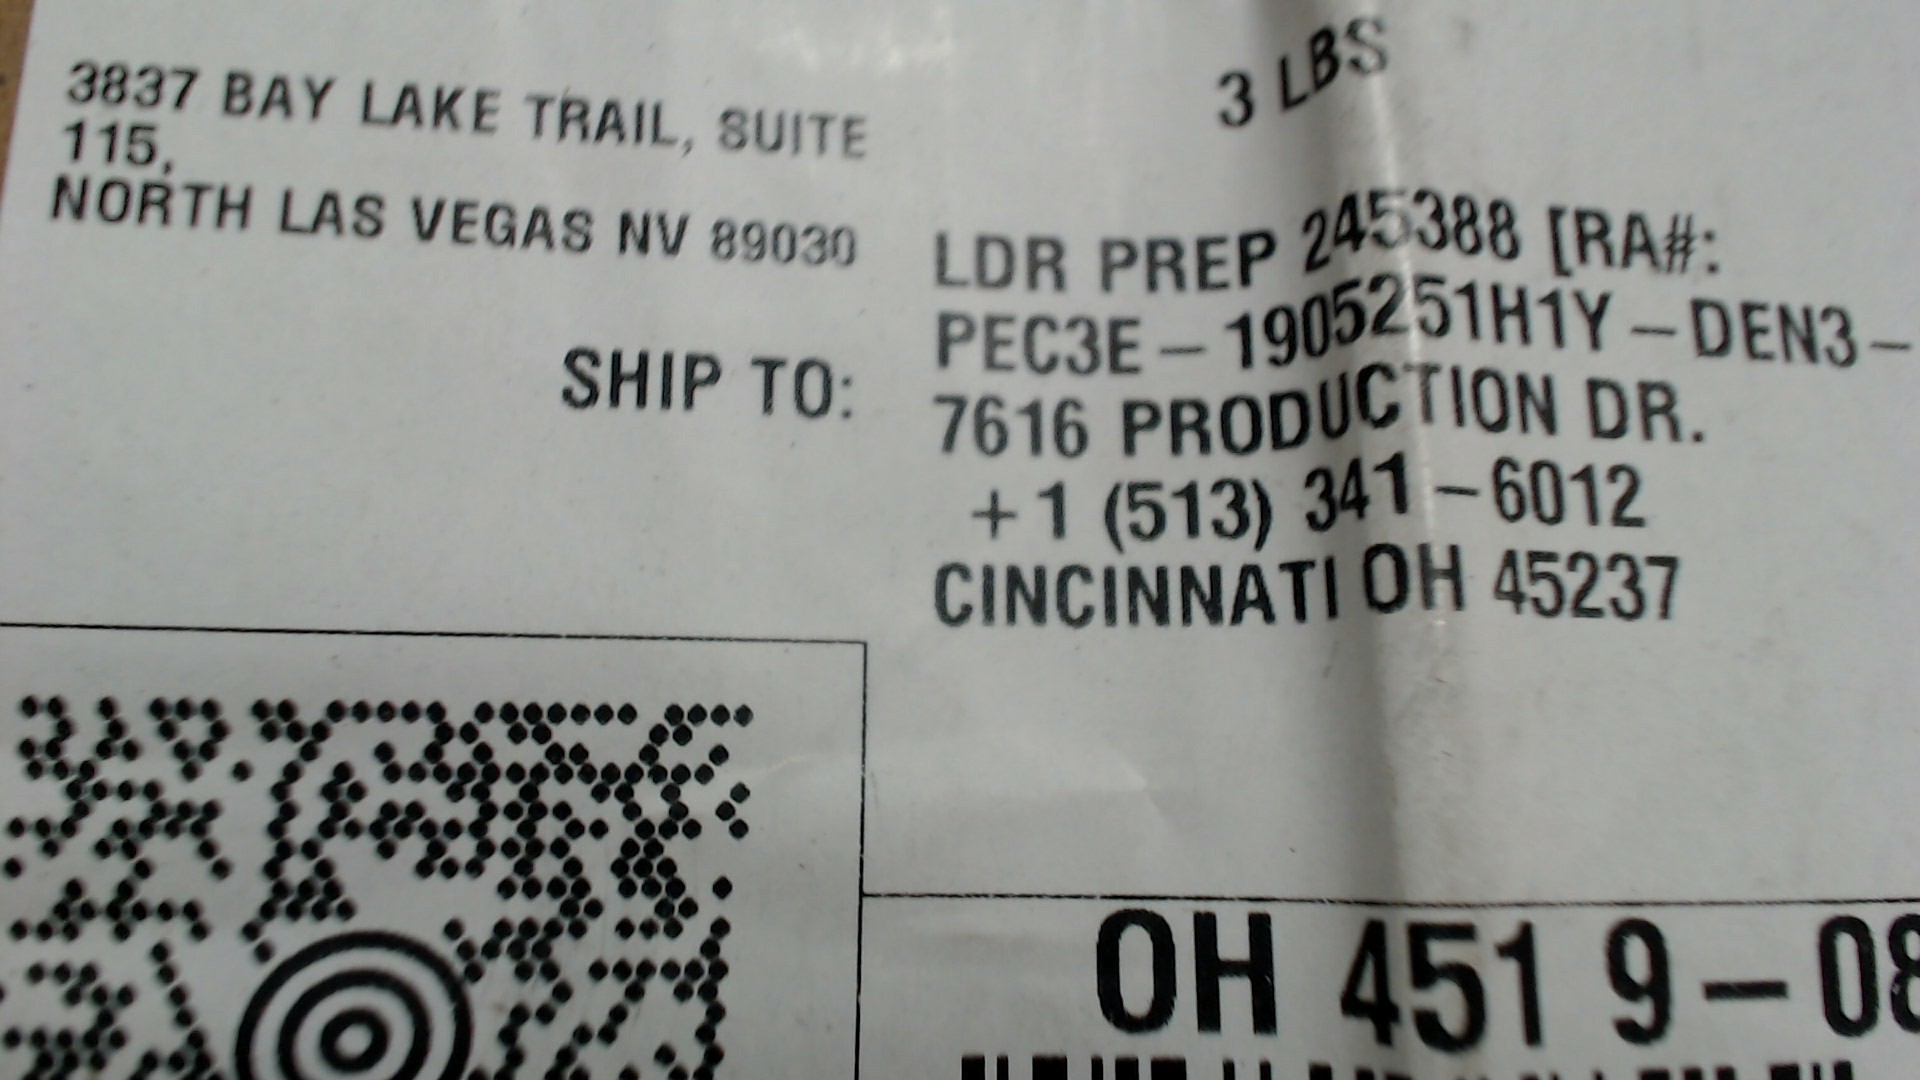 3837 BAY LAKE TRAIL, SUITE
115,
NORTH LAS VEGAS NV 89030
3 LBS
SHIP TO:
LDR PREP 245388 [RA#:
PEC3E-1905251H1Y-DEN3-
7616 PRODUCTION DR.
+1 (513) 341-6012
CINCINNATI OH 45237
OH 451 9-08